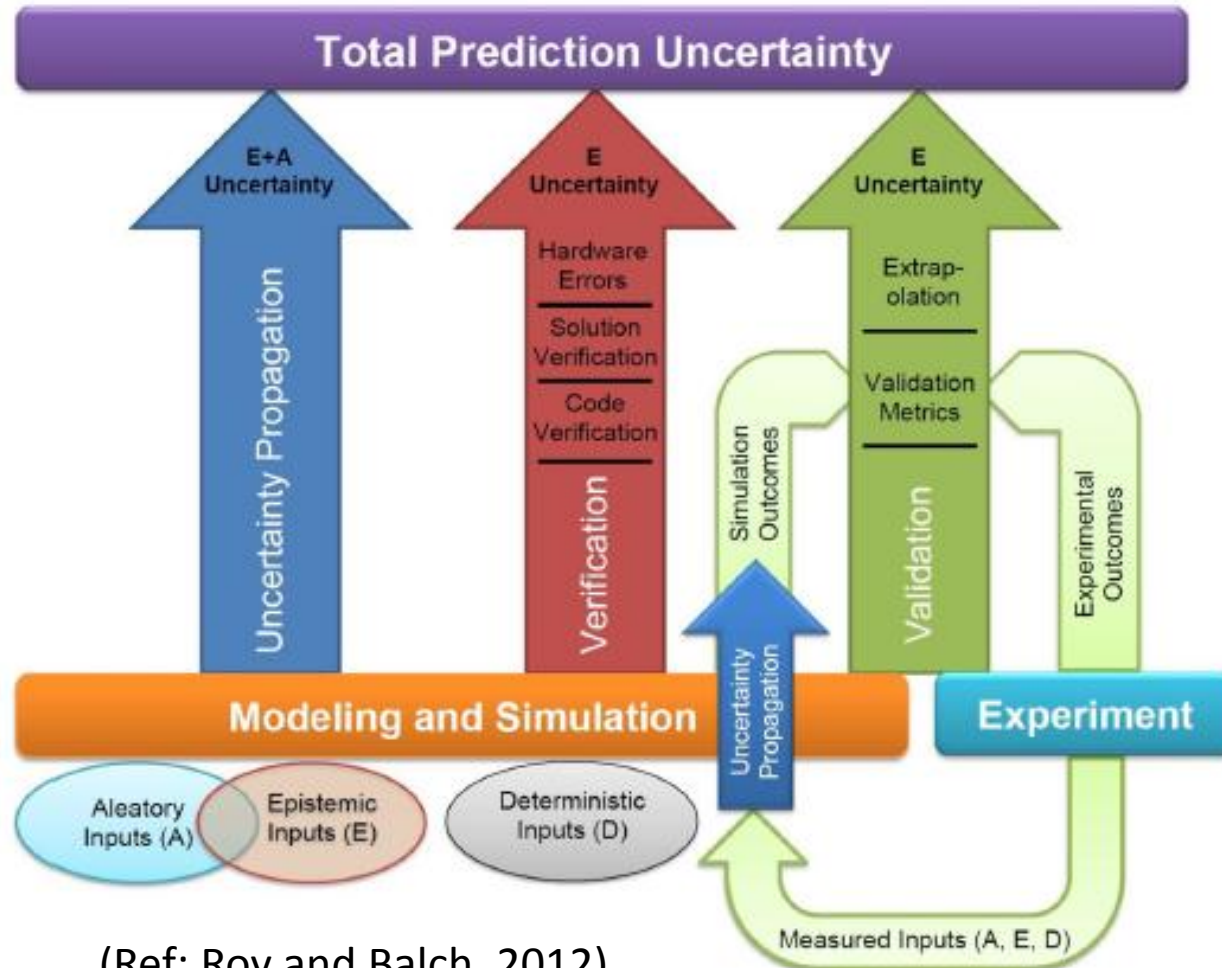 Total Prediction Uncertainty
E+A
Uncertainty
Uncertainty Propagation
E
Uncertainty
Hardware
Errors
Solution
Verification
Code
Verification
Verification
E
Uncertainty
Extrap-
olation
Validation
Metrics
Validation
Simulation
Outcomes
Uncertainty
Propagation
Experimental
Outcomes
Modeling and Simulation
Experiment
Aleatory
Inputs (A)
Epistemic
Inputs (E)
Deterministic
Inputs (D)
Measured Inputs (A, E, D)
(Ref: Roy and Balch, 2012)